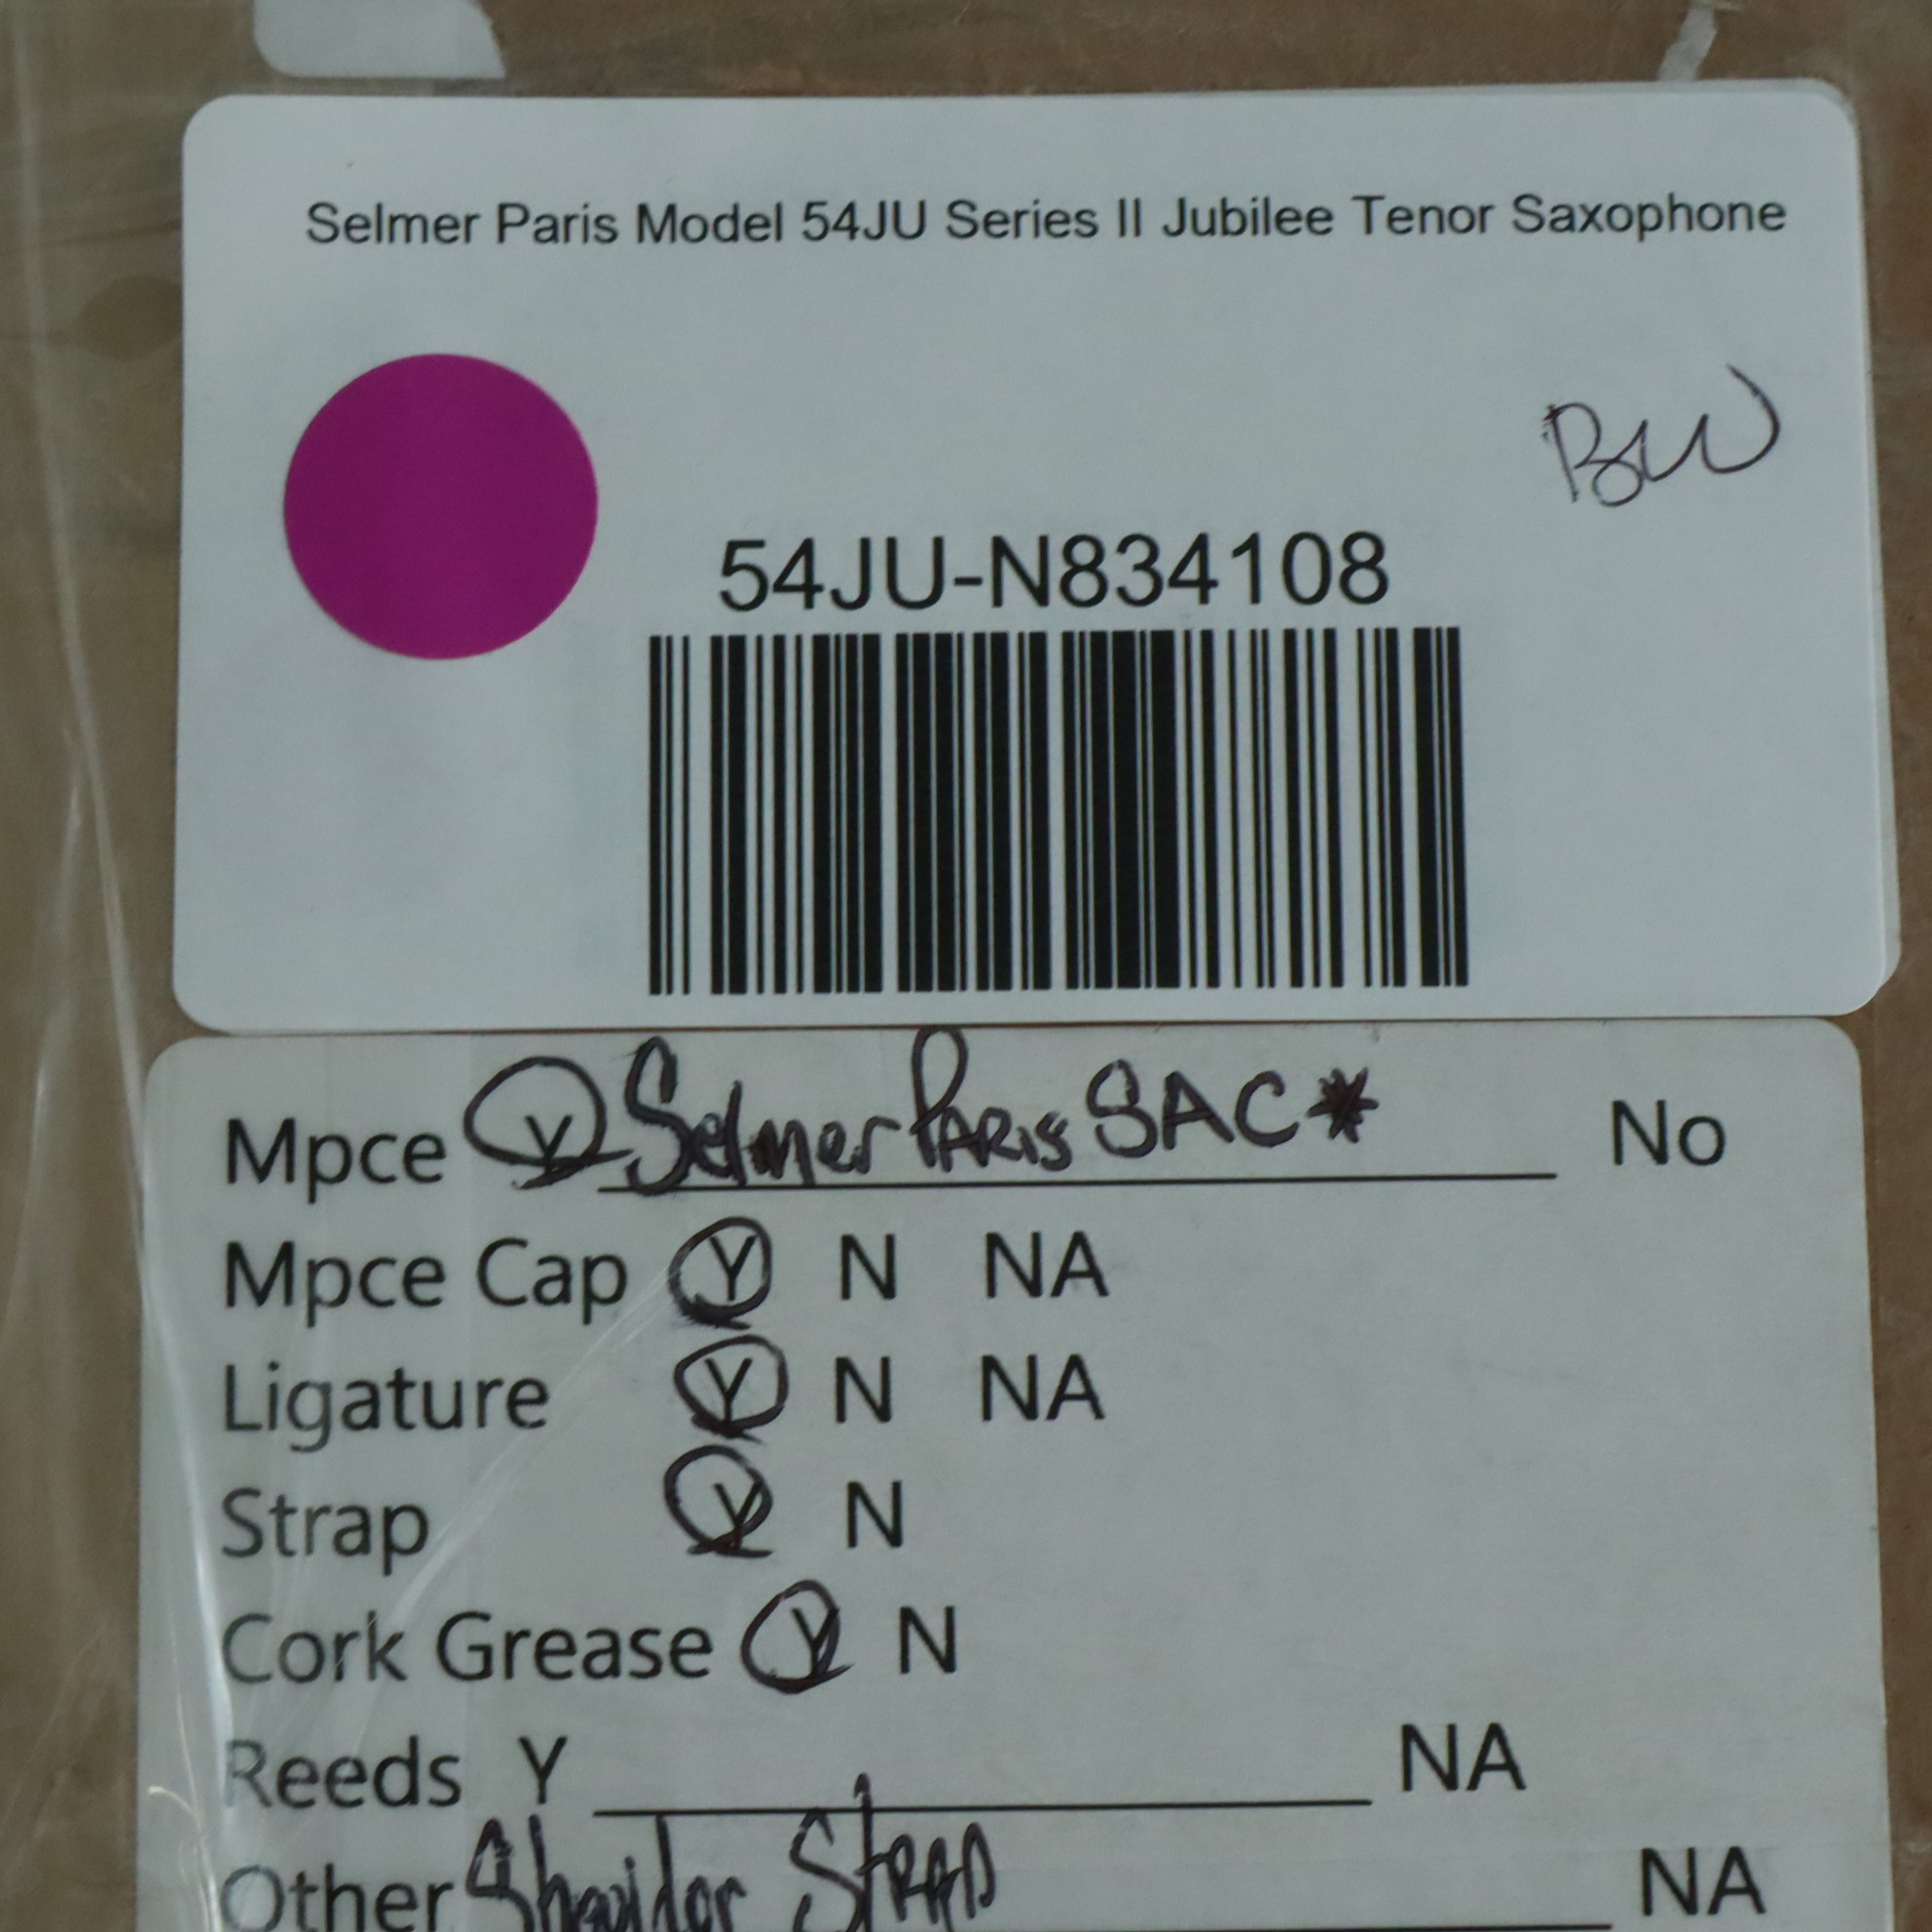 Selmer Paris Model 54JU Series II Jubilee Tenor Saxophone
BW
54JU-N834108
Mpce Y Selmer PARIS SAC* No
Mpce Cap Y N NA
Ligature Y N NA
Strap Y N
Cork Grease Y N
Reeds Y NA
Other Shoulder STRAP NA